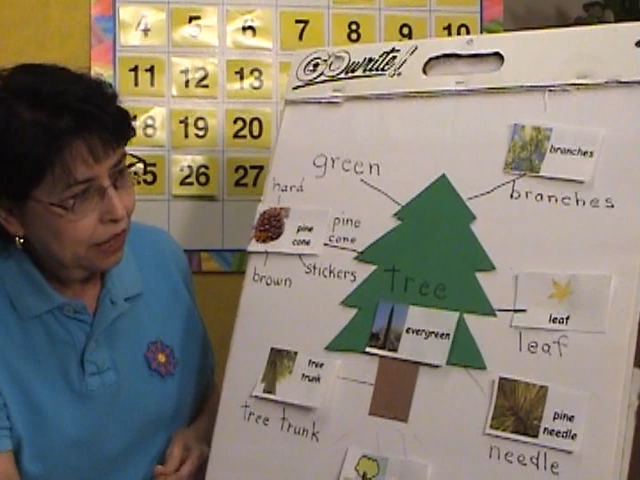 4 5 6 7 8 9 10
11 12 13
18 19 20
25 26 27
GoWrite!
green
branches
branches
hard
pine
cone
pine
cone
brown
stickers
tree
evergreen
leaf
leaf
tree
trunk
tree trunk
pine
needle
needle